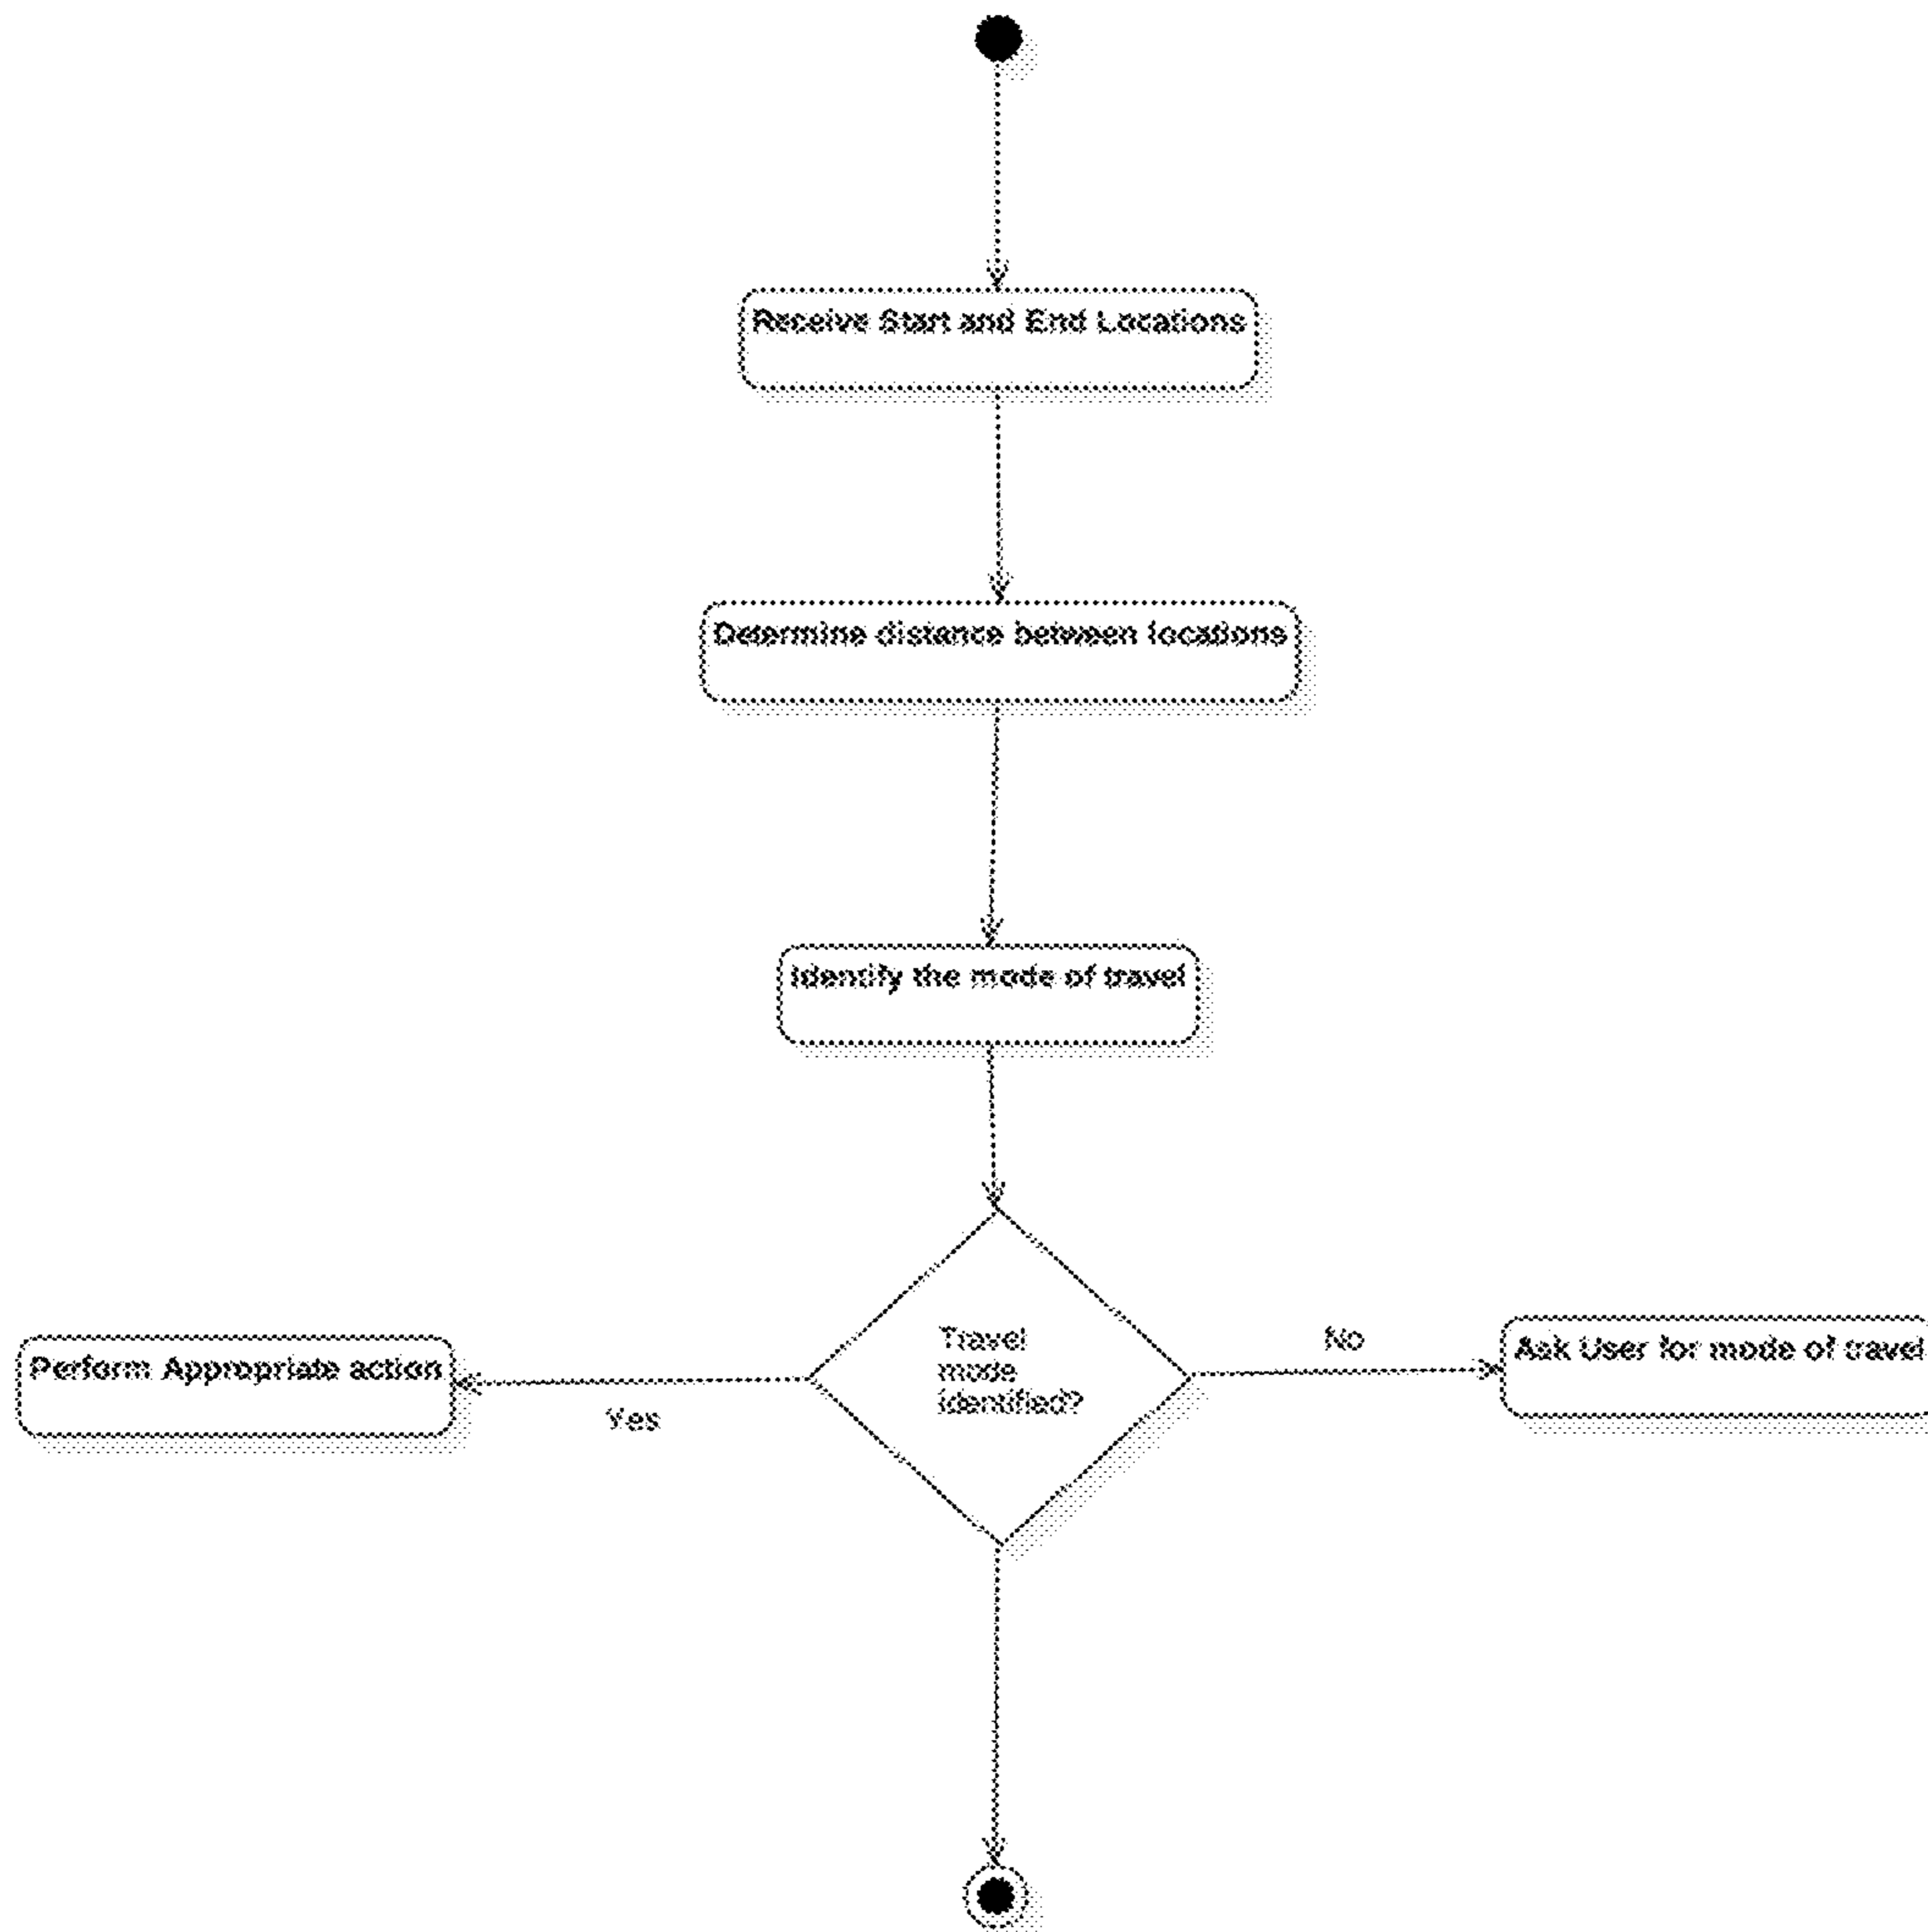 Receive Start and End Locations
Determine distance between locations
Identify the mode of travel
Travel
mode
identified?
No
Ask User for mode of travel
Perform Appropriate action
Yes